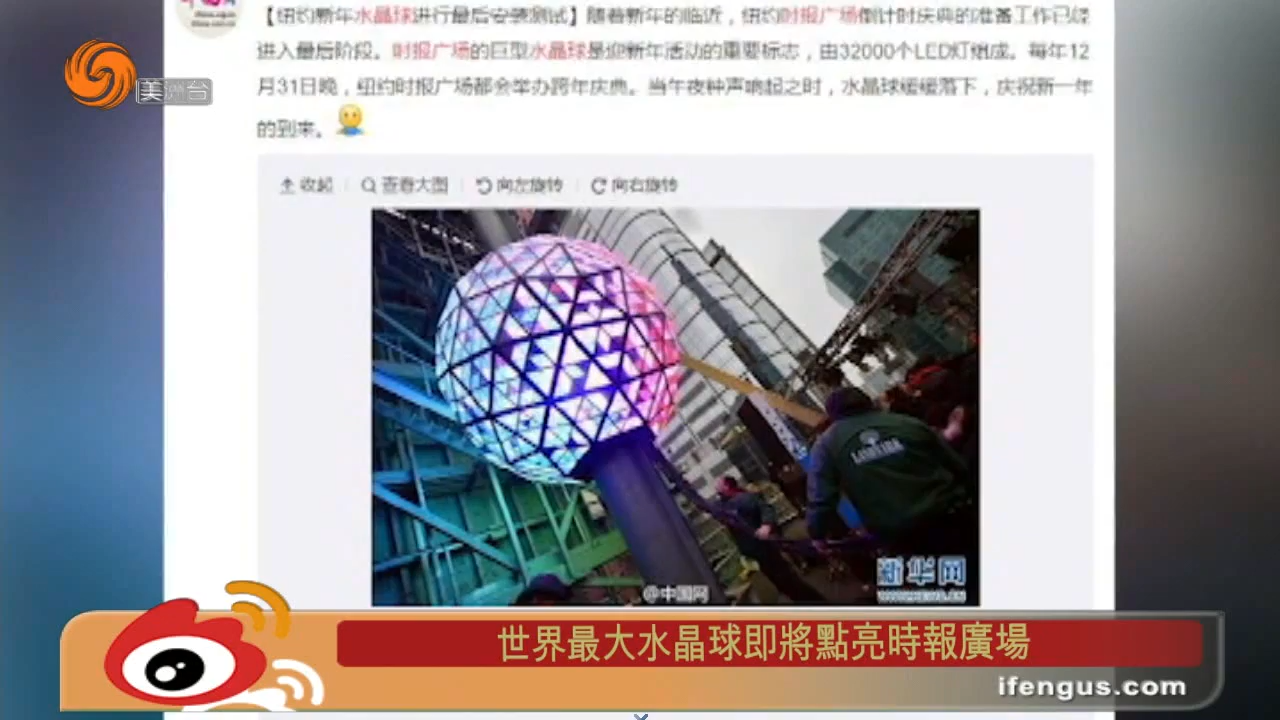 【纽约新年水晶球进行最后安装测试】随着新年的临近，纽约时报广场倒计时庆典的准备工作已经
进入最后阶段。时报广场的巨型水晶球是迎新年活动的重要标志，由32000个LED灯组成。每年12
月31日晚，纽约时报广场都会举办跨年庆典。当午夜钟声响起之时，水晶球缓缓落下，庆祝新一年
的到来。
美洲台
收起 查看大图 向左旋转 向右旋转
新华网
@中国网
世界最大水晶球即將點亮時報廣場
ifengus.com